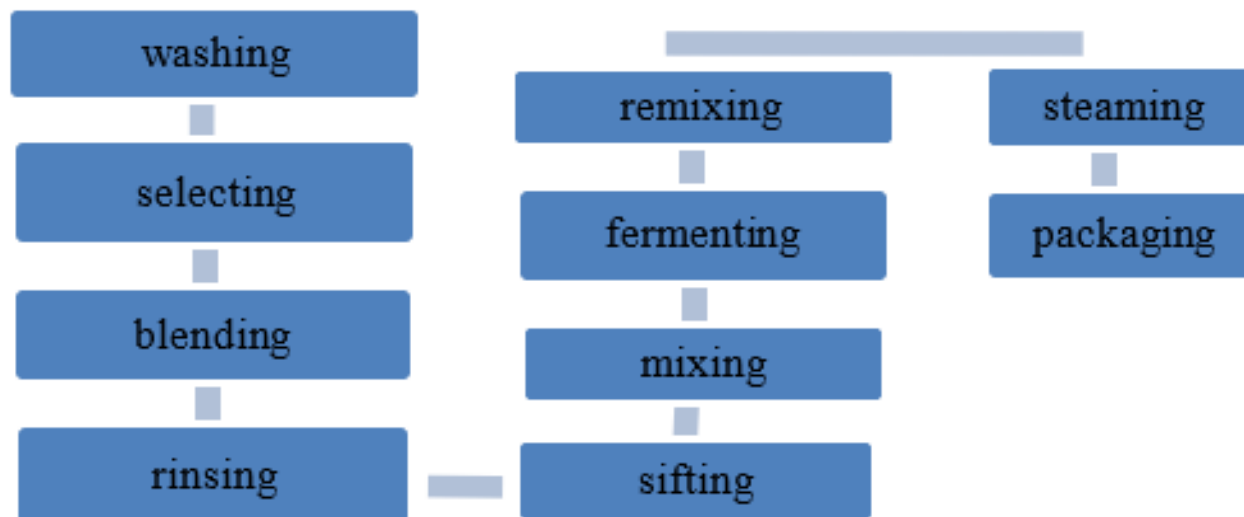 washing
selecting
blending
rinsing
sifting
mixing
fermenting
remixing
steaming
packaging